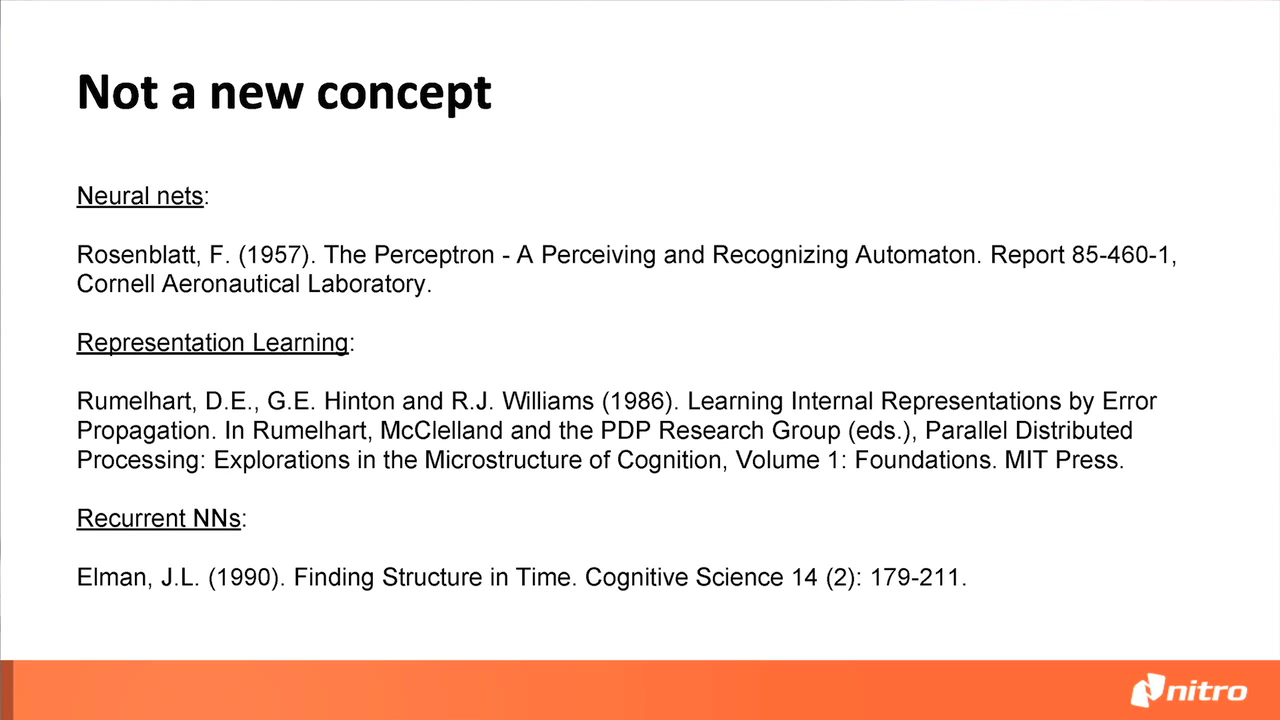 Not a new concept
Neural nets:
Rosenblatt, F. (1957). The Perceptron - A Perceiving and Recognizing Automaton. Report 85-460-1,
Cornell Aeronautical Laboratory.
Representation Learning:
Rumelhart, D.E., G.E. Hinton and R.J. Williams (1986). Learning Internal Representations by Error
Propagation. In Rumelhart, McClelland and the PDP Research Group (eds.), Parallel Distributed
Processing: Explorations in the Microstructure of Cognition, Volume 1: Foundations. MIT Press.
Recurrent NNs:
Elman, J.L. (1990). Finding Structure in Time. Cognitive Science 14 (2): 179-211.
nitro